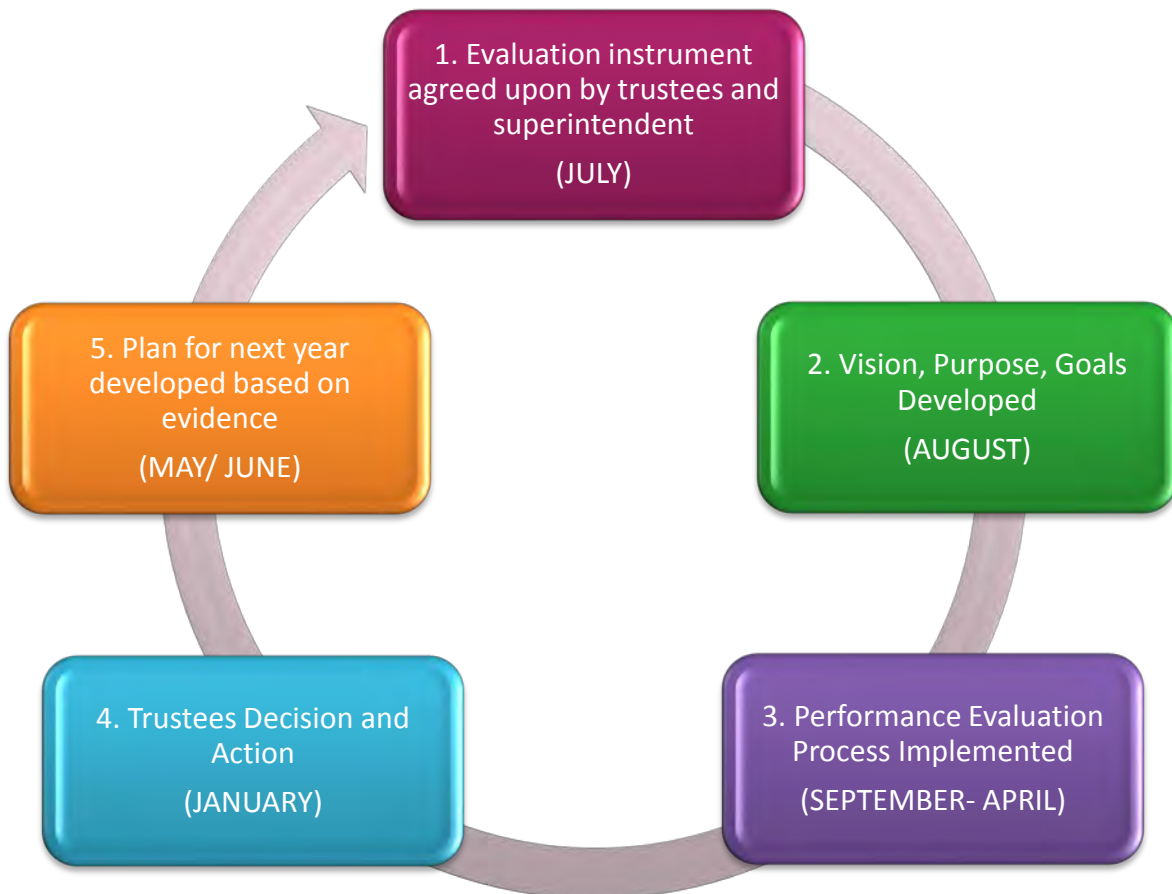 1. Evaluation instrument
agreed upon by trustees and
superintendent
(JULY)
2. Vision, Purpose, Goals
Developed
(AUGUST)
3. Performance Evaluation
Process Implemented
(SEPTEMBER- APRIL)
4. Trustees Decision and
Action
(JANUARY)
5. Plan for next year
developed based on
evidence
(MAY/ JUNE)